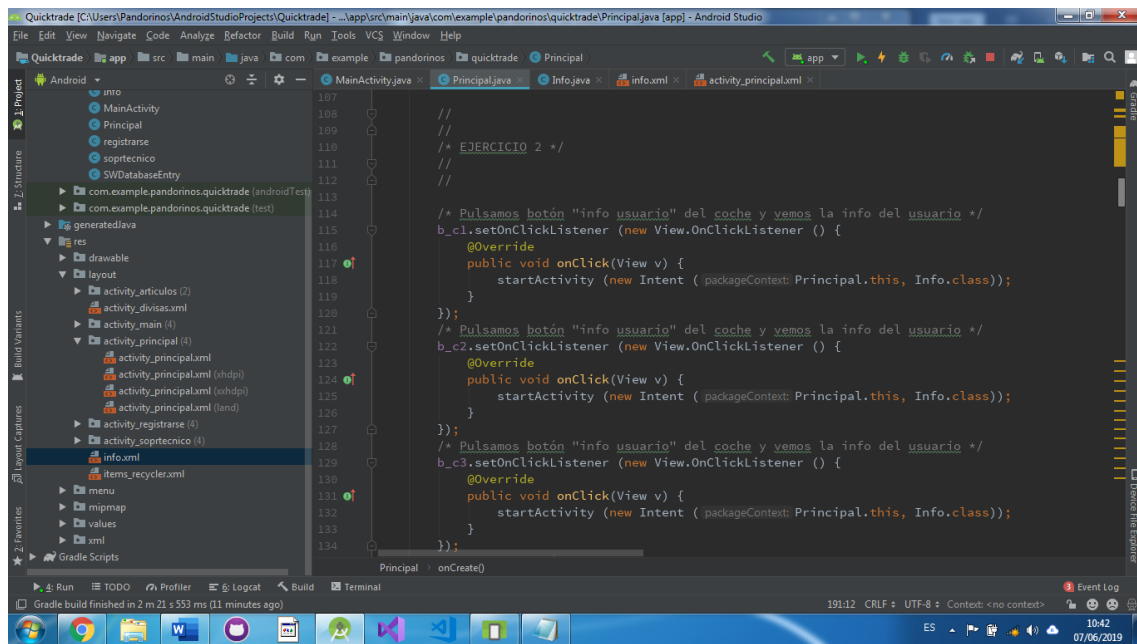 Quicktrade [C:\Users\Pandorinos\AndroidStudioProjects\Quicktrade] - ...\app\src\main\java\com\example\pandorinos\quicktrade\Principal.java [app] - Android Studio
File Edit View Navigate Code Analyze Refactor Build Run Tools VCS Window Help
Quicktrade app src main java com example pandorinos quicktrade Principal app
Android MainActivity.java Principal.java Info.java info.xml activity_principal.xml
1: Project
Z: Structure
Build Variants
Layout Captures
2: Favorites
Info
MainActivity
Principal
registrarse
soprtecnico
SWDatabaseEntry
com.example.pandorinos.quicktrade (androidTest)
com.example.pandorinos.quicktrade (test)
generatedJava
res
drawable
layout
activity_articulos (2)
activity_divisas.xml
activity_main (4)
activity_principal (4)
activity_principal.xml
activity_principal.xml (xhdpi)
activity_principal.xml (xxhdpi)
activity_principal.xml (land)
activity_registrarse (4)
activity_soprtecnico (4)
info.xml
items_recycler.xml
menu
mipmap
values
xml
Gradle Scripts
107
108 //
109 //
110 /* EJERCICIO 2 */
111 //
112 //
113
114 /* Pulsamos botón "info usuario" del coche y vemos la info del usuario */
115 b_c1.setOnClickListener (new View.OnClickListener () {
116 @Override
117 public void onClick(View v) {
118 startActivity (new Intent ( packageContext: Principal.this, Info.class));
119 }
120 });
121 /* Pulsamos botón "info usuario" del coche y vemos la info del usuario */
122 b_c2.setOnClickListener (new View.OnClickListener () {
123 @Override
124 public void onClick(View v) {
125 startActivity (new Intent ( packageContext: Principal.this, Info.class));
126 }
127 });
128 /* Pulsamos botón "info usuario" del coche y vemos la info del usuario */
129 b_c3.setOnClickListener (new View.OnClickListener () {
130 @Override
131 public void onClick(View v) {
132 startActivity (new Intent ( packageContext: Principal.this, Info.class));
133 }
134 });
Principal › onCreate()
Gradle
Device File Explorer
4: Run TODO Profiler 6: Logcat Build Terminal 3 Event Log
Gradle build finished in 2 m 21 s 553 ms (11 minutes ago) 191:12 CRLF UTF-8 Context: <no context>
ES 10:42
07/06/2019